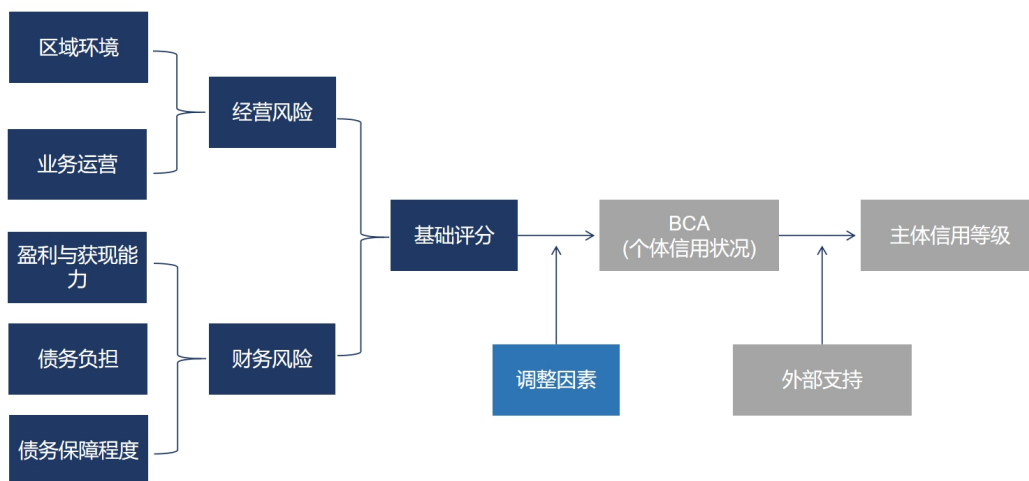 区域环境
业务运营
盈利与获现能
力
债务负担
债务保障程度
经营风险
财务风险
基础评分
调整因素
BCA
(个体信用状况)
外部支持
主体信用等级